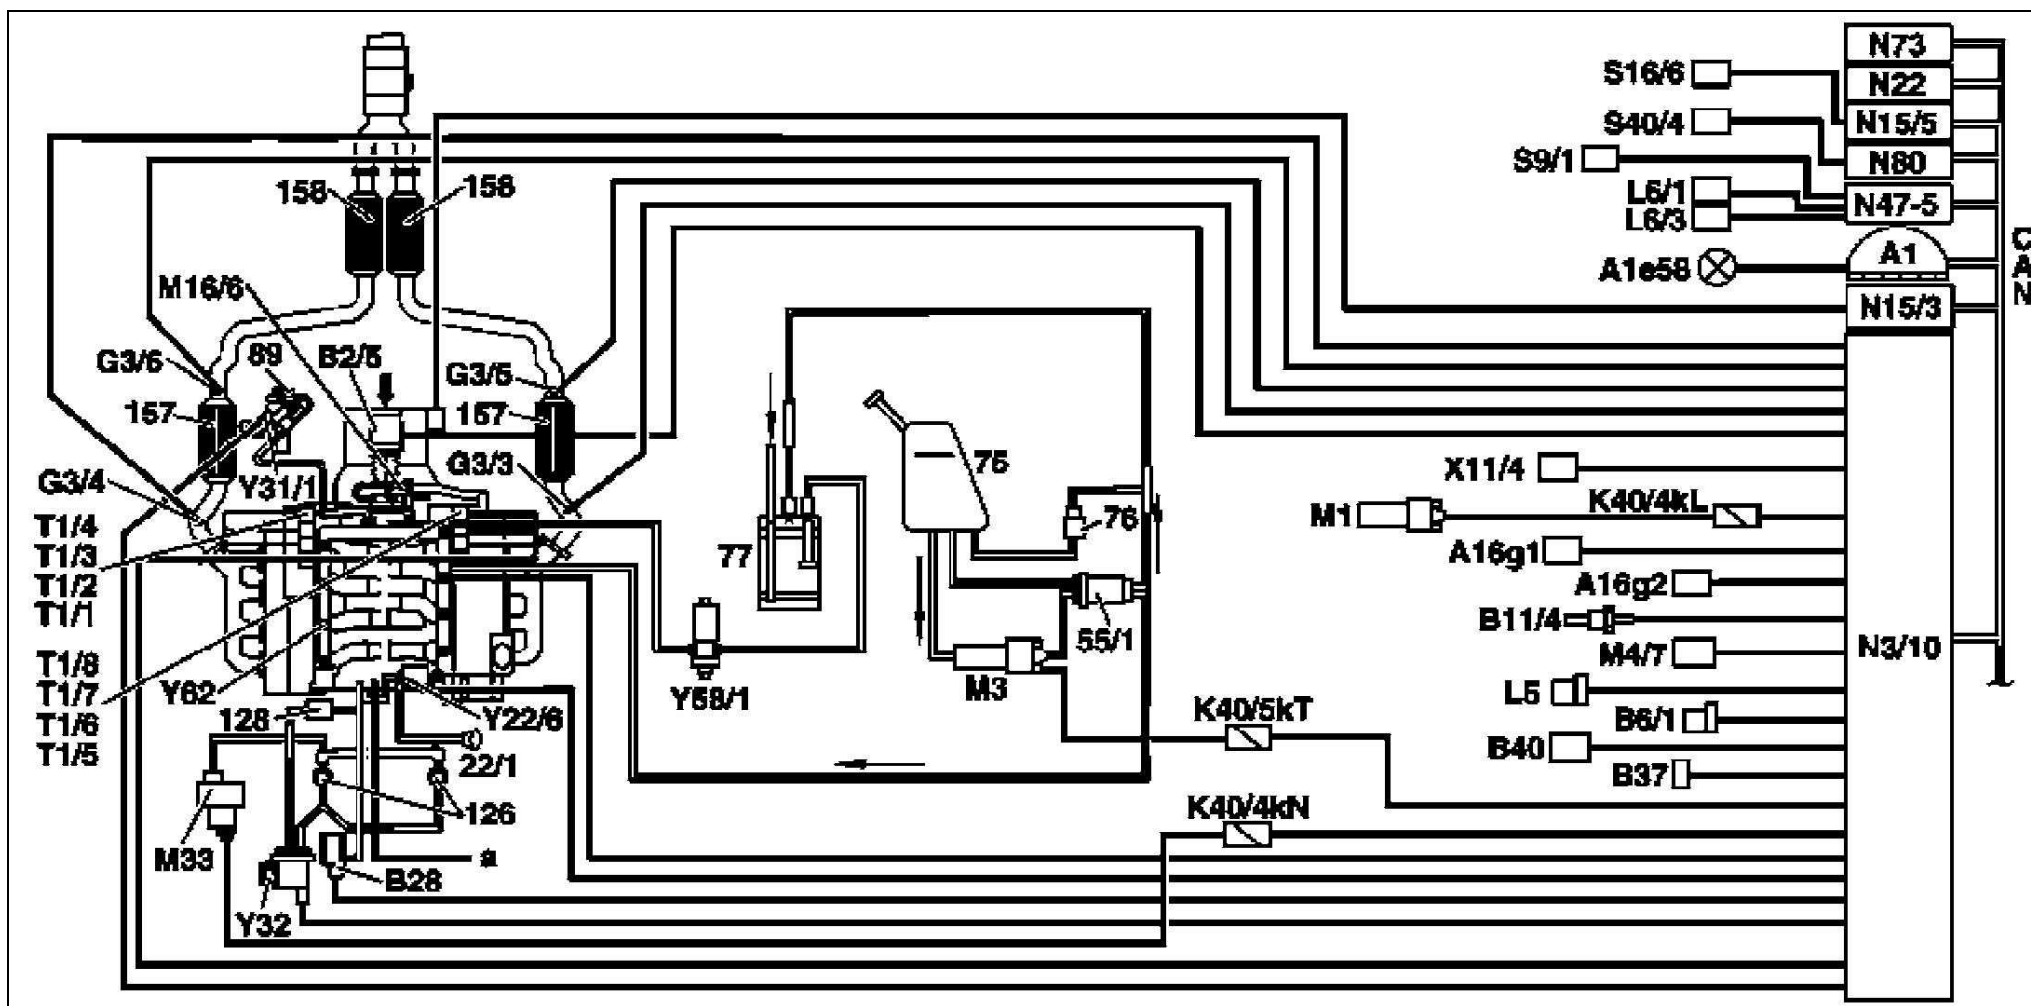 N73
S16/6
N22
S40/4
N15/5
S9/1
N80
158
158
L6/1
N47-5
L6/3
C
A
N
A1
A1e58
M16/6
N15/3
G3/6
89
B2/5
G3/5
157
157
G3/4
Y31/1
G3/3
75
X11/4
K40/4kL
M1
T1/4
T1/3
T1/2
T1/1
77
76
A16g1
A16g2
55/1
B11/4
M4/7
N3/10
T1/8
T1/7
T1/6
T1/5
Y62
Y58/1
M3
L5
128
Y22/6
K40/5kT
B6/1
22/1
B40
B37
126
K40/4kN
M33
a
B28
Y32